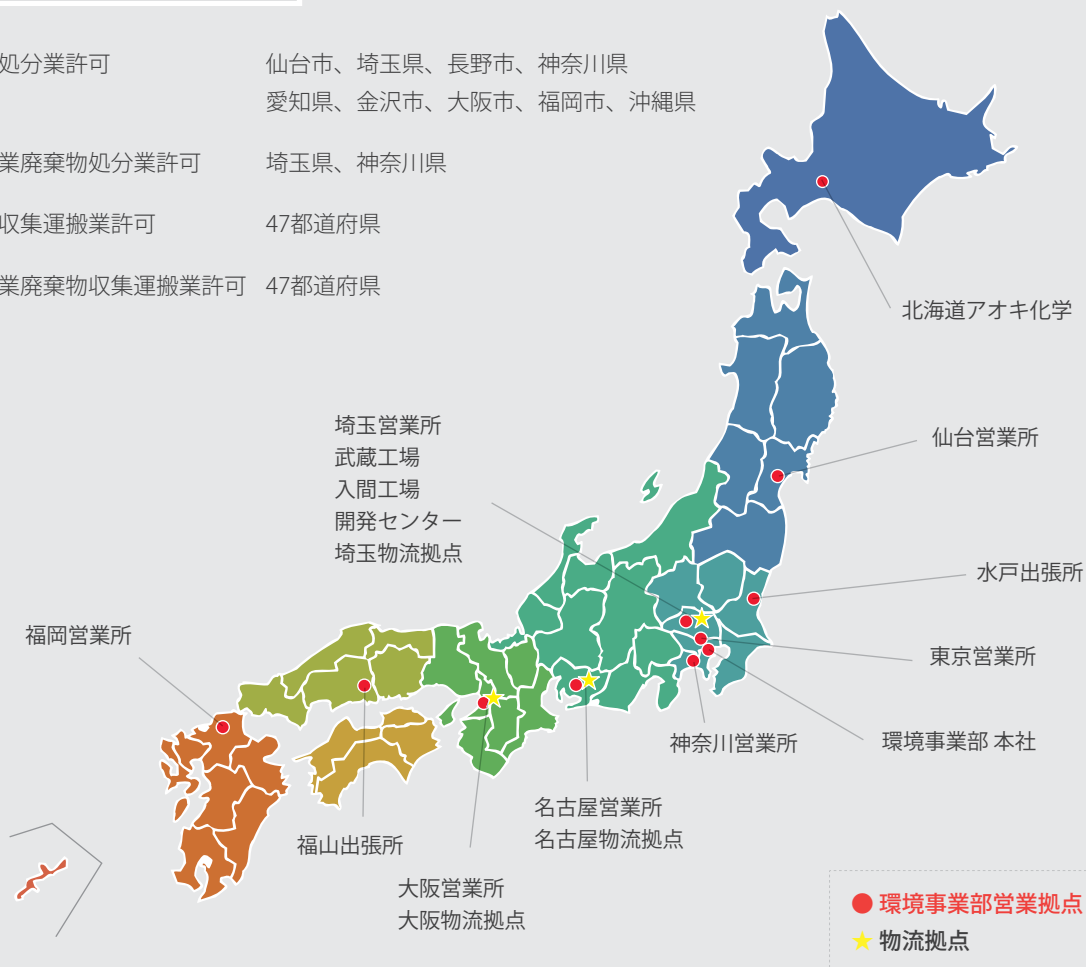 処分業許可 仙台市、埼玉県、長野市、神奈川県
愛知県、金沢市、大阪市、福岡市、沖縄県
業廃棄物処分業許可 埼玉県、神奈川県
収集運搬業許可 47都道府県
業廃棄物収集運搬業許可 47都道府県
北海道アオキ化学
仙台営業所
埼玉営業所
武蔵工場
入間工場
開発センター
埼玉物流拠点
水戸出張所
福岡営業所
東京営業所
神奈川営業所
環境事業部 本社
名古屋営業所
名古屋物流拠点
福山出張所
大阪営業所
大阪物流拠点
環境事業部営業拠点
物流拠点